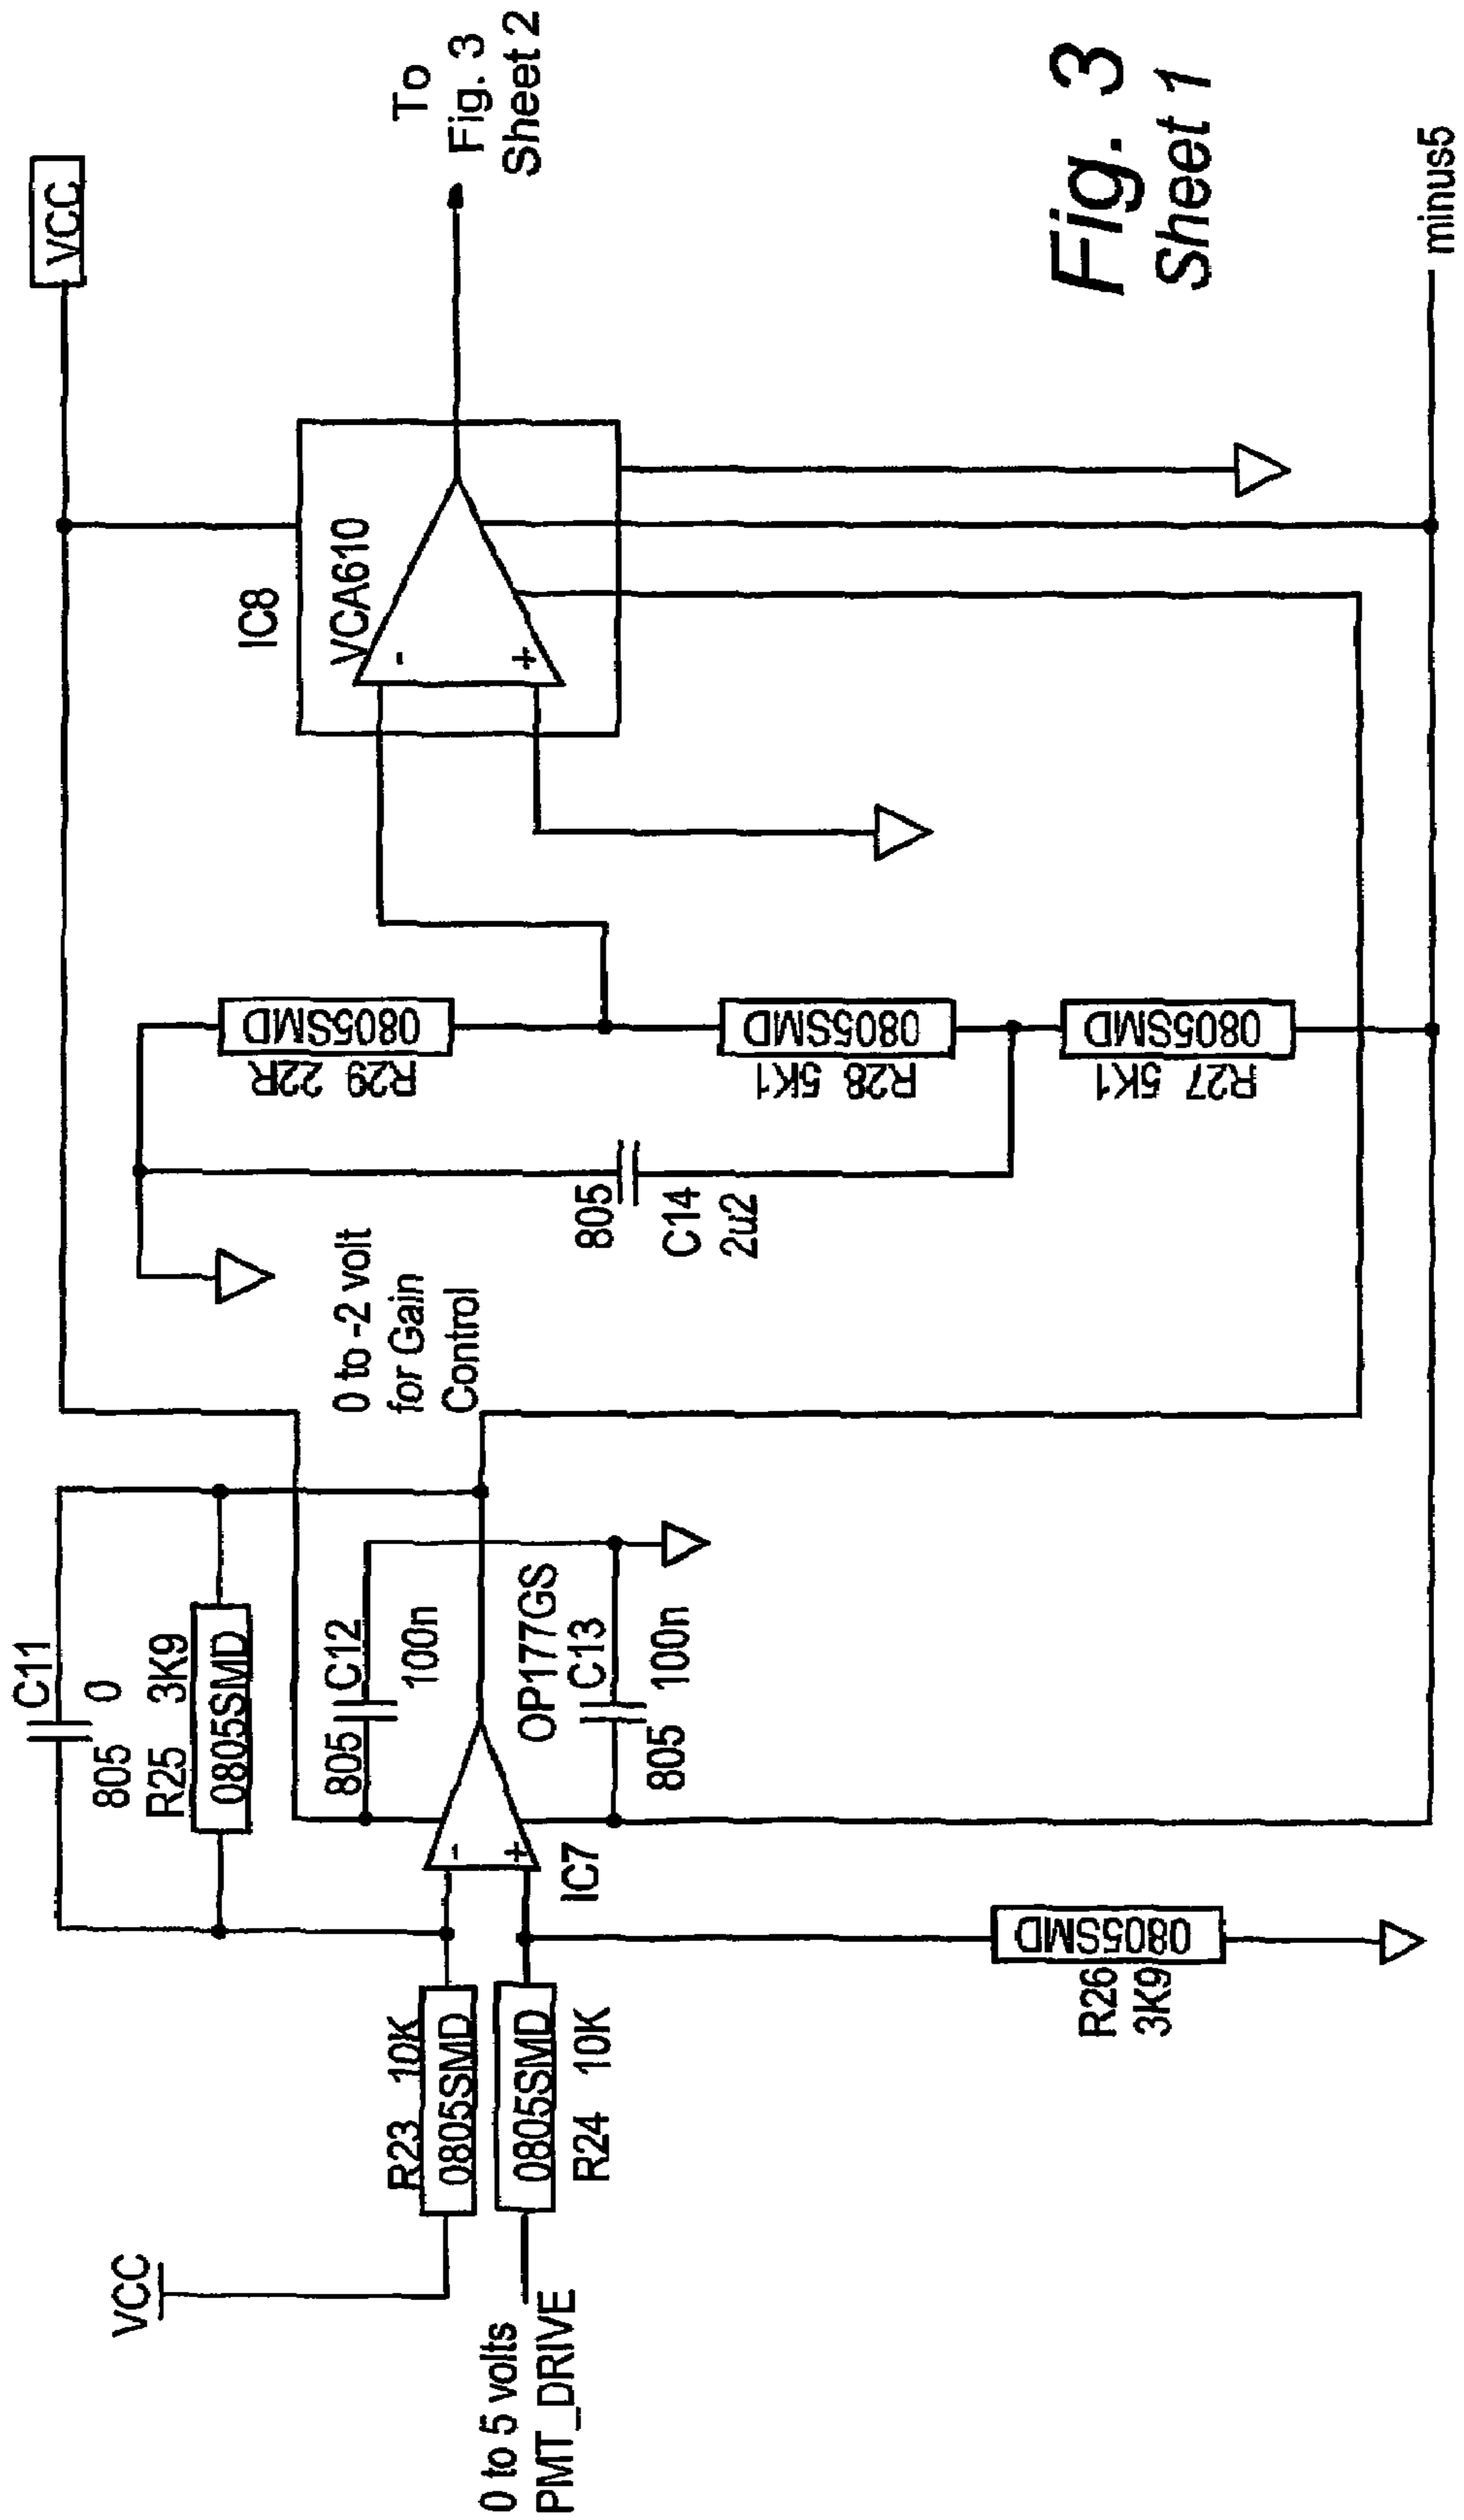 VCC
To
Fig. 3
Sheet 2
IC8
VCA610
-
+
C11
0
805
R25 3K9
0805SMD
805 C12
100n
OP177GS
C13
805 100n
-
+
IC7
0 to -2 volt
for Gain
Control
R29 22R
0805SMD
805
C14
2u2
R28 5K1
0805SMD
R27 5K1
0805SMD
VCC
R23 10K
0805SMD
0805SMD
R24 10K
0 to 5 volts
PMT_DRIVE
R26
3K9
0805SMD
minus5
Fig. 3
Sheet 1